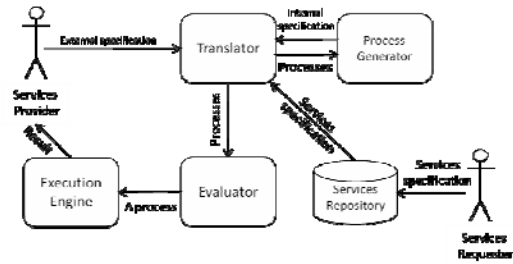 Internal
specification
External specification
Translator
Process
Generator
Processes
Services
Provider
Processes
Services
specification
Result
Execution
Engine
A process
Evaluator
Services
Repository
Services
specification
Services
Requester